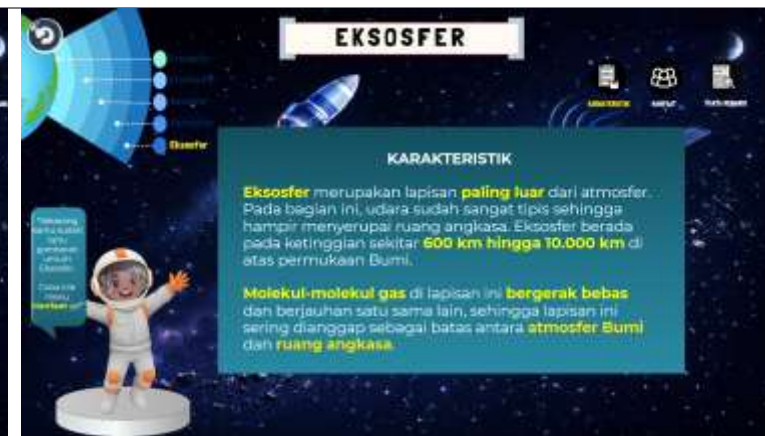 EKSOSFER
KARAKTERISTIK
Eksosfer
KARAKTERISTIK
Eksosfer merupakan lapisan paling luar dari atmosfer.
Pada bagian ini, udara sudah sangat tipis sehingga
hampir menyerupai ruang angkasa. Eksosfer berada
pada ketinggian sekitar 600 km hingga 10.000 km di
atas permukaan Bumi.
Molekul-molekul gas di lapisan ini bergerak bebas
dan berjauhan satu sama lain, sehingga lapisan ini
sering dianggap sebagai batas antara atmosfer Bumi
dan ruang angkasa.